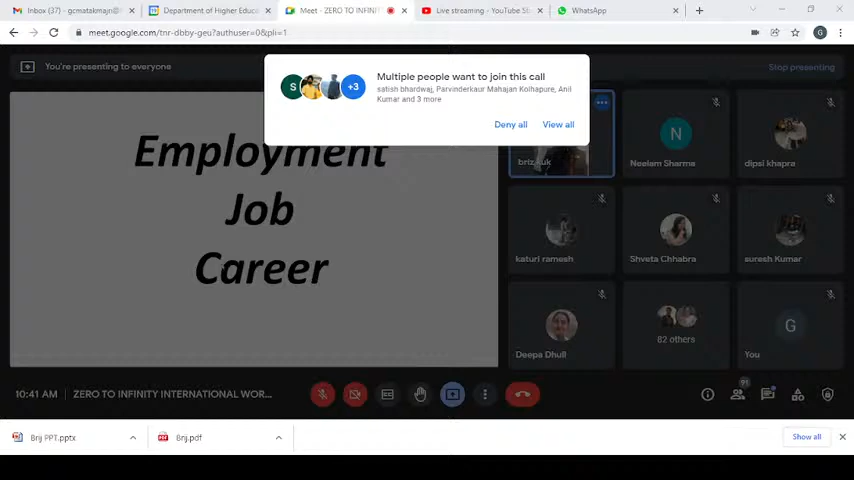 Inbox (37) - gcmatakmajri@
Department of Higher Educa
Meet - ZERO TO INFINIT
Live streaming - YouTube St
WhatsApp
meet.google.com/tnr-dbby-geu?authuser=0&pli=1
G
You're presenting to everyone
Stop presenting
Multiple people want to join this call
satish bhardwaj, Parvinderkaur Mahajan Kolhapure, Anil
Kumar and 3 more
S
+3
Deny all
View all
Employment
Job
Career
N
Neelam Sharma
dipsi khapra
katuri ramesh
Shveta Chhabra
suresh Kumar
Deepa Dhull
82 others
G
You
10:41 AM | ZERO TO INFINITY INTERNATIONAL WOR...
91
Brij PPT.pptx
Brij.pdf
Show all